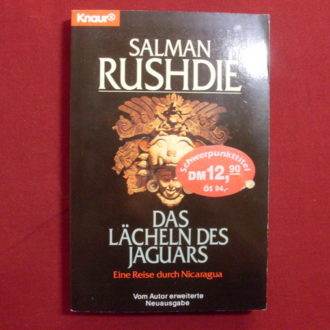 Knaur®
SALMAN
RUSHDIE
Schwerpunkttitel
DM 12,90
öS 94,-
DAS
LÄCHELN DES
JAGUARS
Eine Reise durch Nicaragua
Vom Autor erweiterte
Neuausgabe